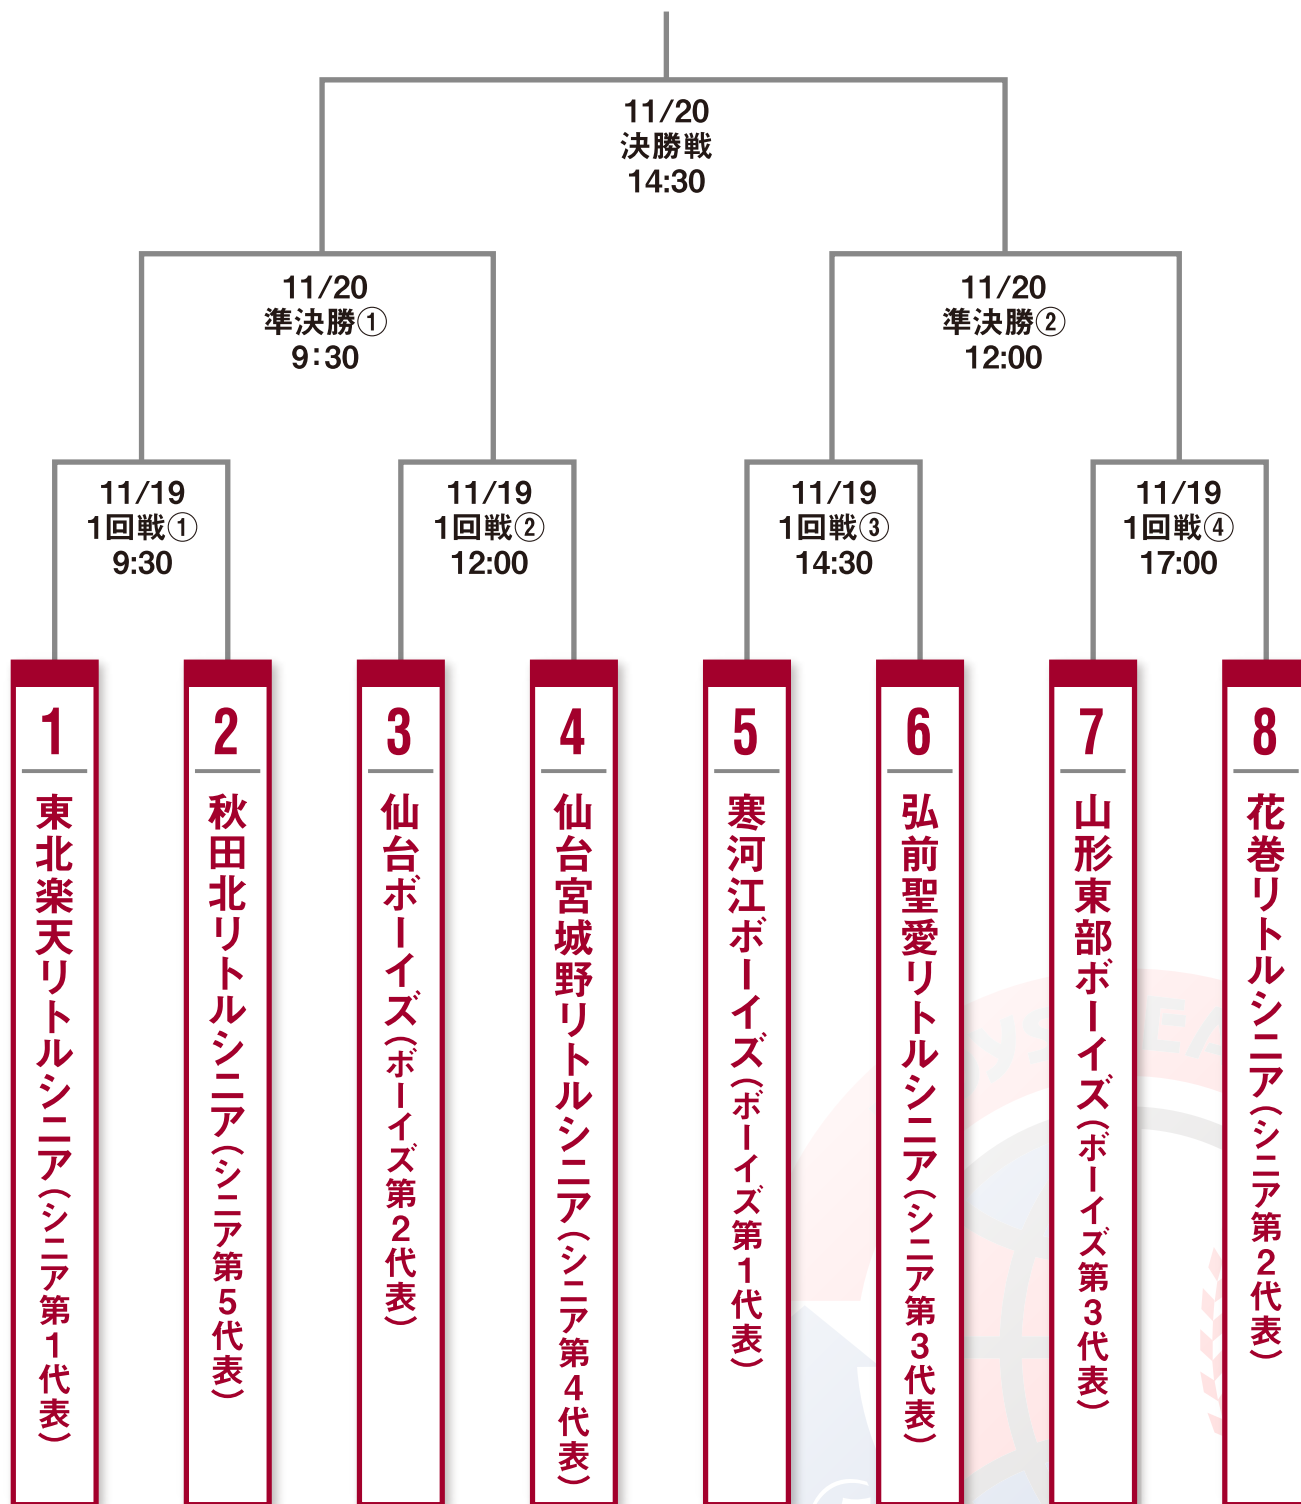 11/20
決勝戦
14:30
11/20
準決勝①
9:30
11/20
準決勝②
12:00
11/19
1回戦①
9:30
11/19
1回戦②
12:00
11/19
1回戦③
14:30
11/19
1回戦④
17:00
1
東北楽天リトルシニア(シニア第1代表)
2
秋田北リトルシニア(シニア第5代表)
3
仙台ボーイズ(ボーイズ第2代表)
4
仙台宮城野リトルシニア(シニア第4代表)
5
寒河江ボーイズ(ボーイズ第1代表)
6
弘前聖愛リトルシニア(シニア第3代表)
7
山形東部ボーイズ(ボーイズ第3代表)
8
花巻リトルシニア(シニア第2代表)